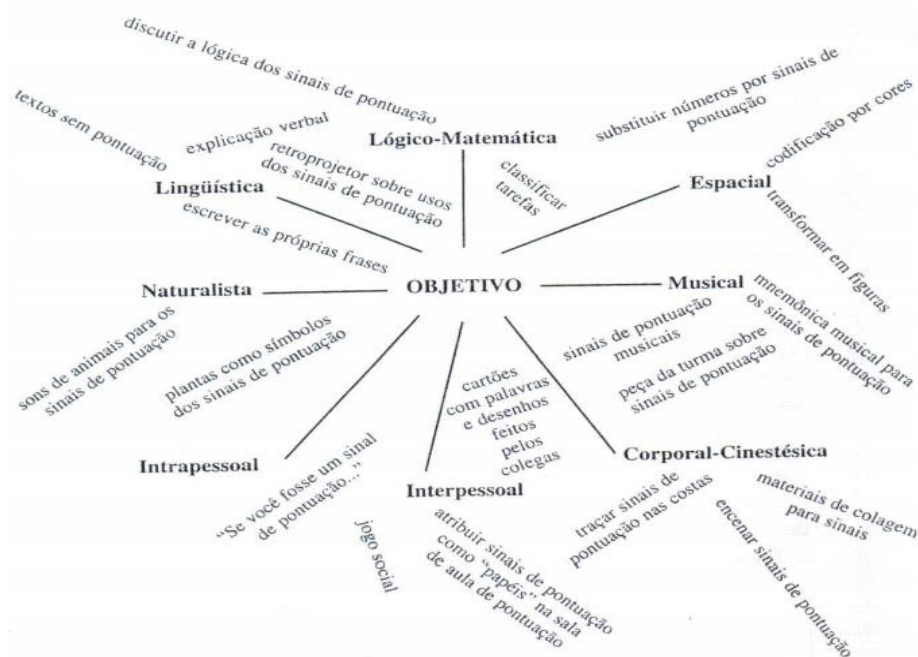 discutir a lógica dos sinais de pontuação
textos sem pontuação
explicação verbal
Lingüística
retroprojetor sobre usos
dos sinais de pontuação
escrever as próprias frases
Lógico-Matemática
classificar
tarefas
substituir números por sinais de
pontuação
codificação por cores
Espacial
transformar em figuras
Naturalista
OBJETIVO
Musical
sons de animais para os
sinais de pontuação
plantas como símbolos
dos sinais de pontuação
sinais de pontuação
musicais
mnemônica musical para
os sinais de pontuação
peça da turma sobre
sinais de pontuação
cartões
com palavras
e desenhos
feitos
pelos
colegas
Intrapessoal
"Se você fosse um sinal
de pontuação..."
Interpessoal
jogo social
atribuir sinais de pontuação
como "papéis" na sala
de aula de pontuação
Corporal-Cinestésica
traçar sinais de
pontuação nas costas
materiais de colagem
para sinais
encenar sinais de pontuação